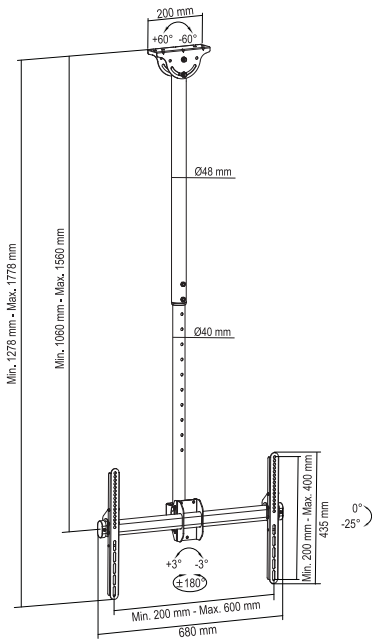 200 mm
+60° -60°
Min. 1278 mm - Max. 1778 mm
Min. 1060 mm - Max. 1560 mm
Ø48 mm
Ø40 mm
Min. 200 mm - Max. 400 mm
435 mm
0°
-25°
+3° -3°
±180°
Min. 200 mm - Max. 600 mm
680 mm